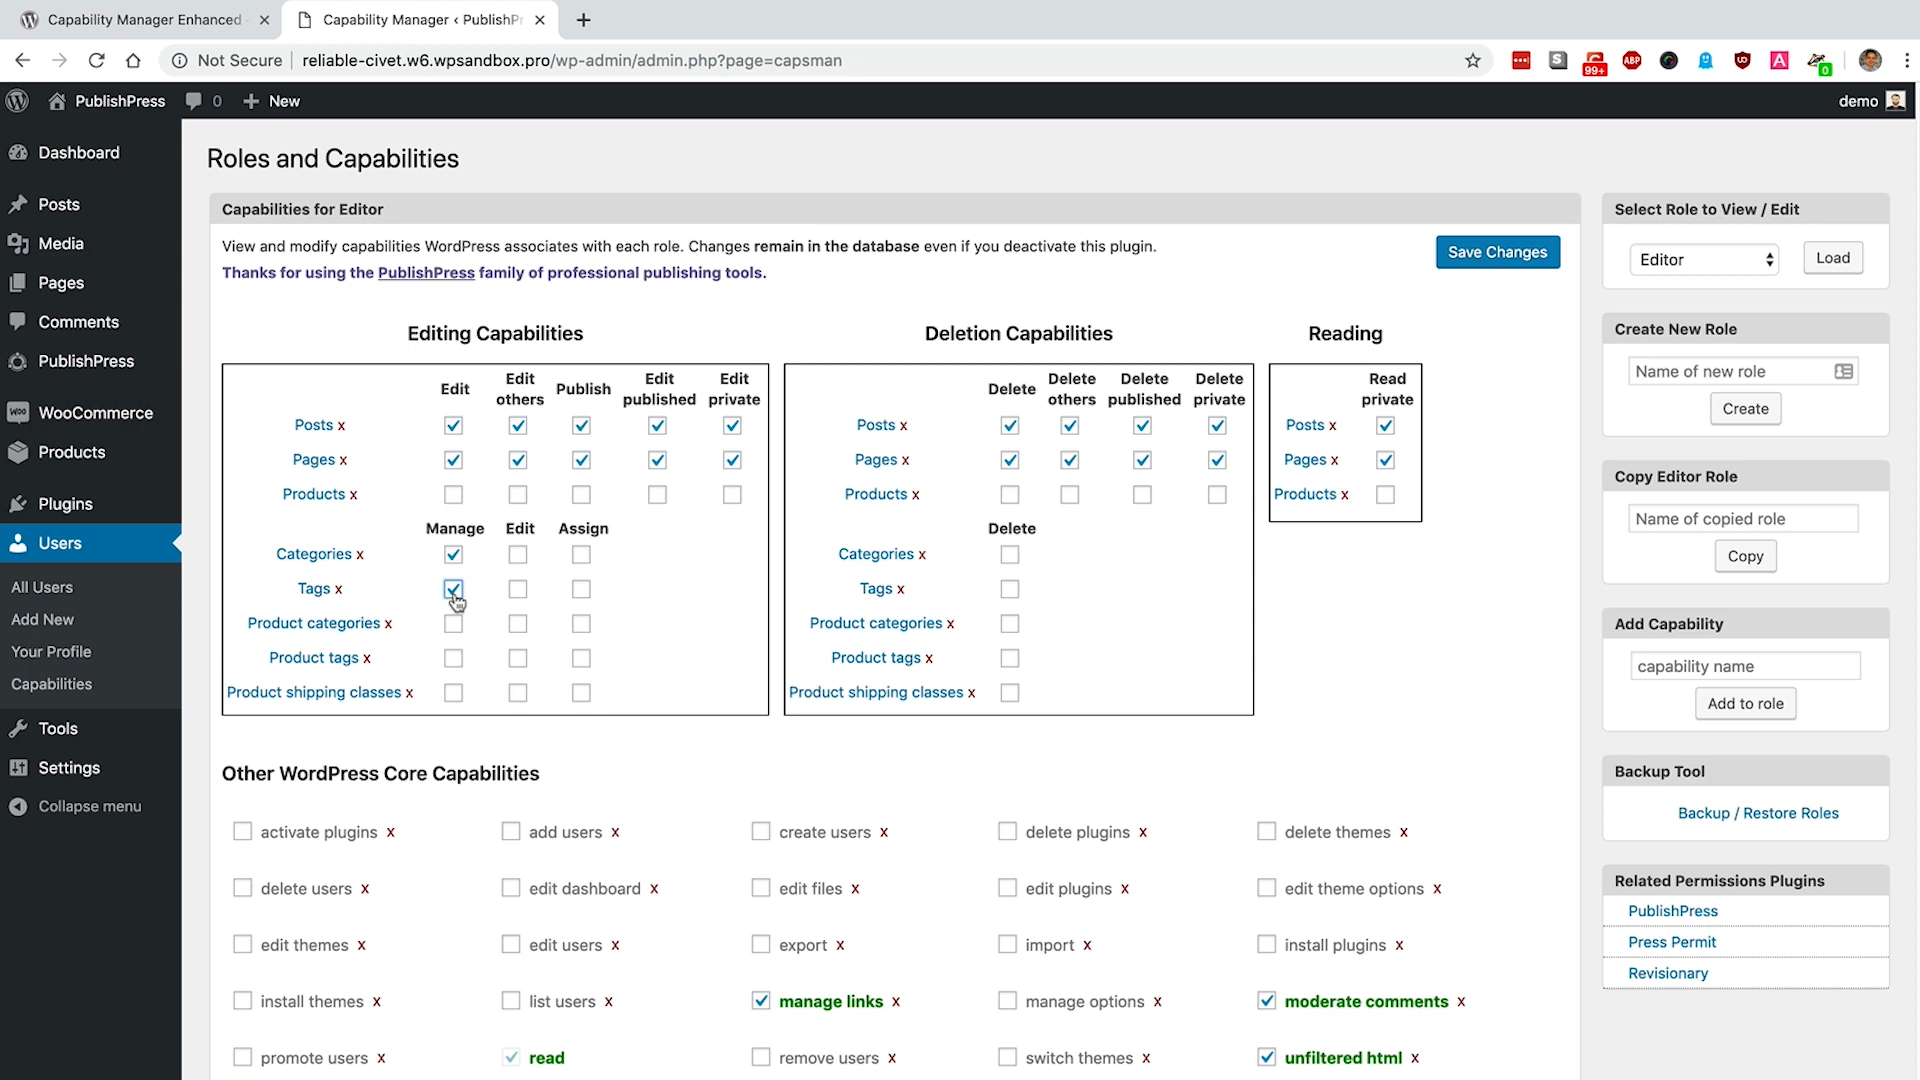 Capability Manager Enhanced
Capability Manager ‹ PublishPr
Not Secure
reliable-civet.w6.wpsandbox.pro/wp-admin/admin.php?page=capsman
S
99+
ABP
A
0
PublishPress
0
New
demo
Dashboard
Posts
Media
Pages
Comments
PublishPress
WooCommerce
Products
Plugins
Users
All Users
Add New
Your Profile
Capabilities
Tools
Settings
Collapse menu
Roles and Capabilities
Capabilities for Editor
View and modify capabilities WordPress associates with each role. Changes remain in the database even if you deactivate this plugin.
Thanks for using the PublishPress family of professional publishing tools.
Save Changes
Editing Capabilities
Edit Edit others Publish Edit published Edit private
Posts x
Pages x
Products x
Manage Edit Assign
Categories x
Tags x
Product categories x
Product tags x
Product shipping classes x
Deletion Capabilities
Delete Delete others Delete published Delete private
Posts x
Pages x
Products x
Delete
Categories x
Tags x
Product categories x
Product tags x
Product shipping classes x
Reading
Read private
Posts x
Pages x
Products x
Other WordPress Core Capabilities
activate plugins x add users x create users x delete plugins x delete themes x
delete users x edit dashboard x edit files x edit plugins x edit theme options x
edit themes x edit users x export x import x install plugins x
install themes x list users x manage links x manage options x moderate comments x
promote users x read remove users x switch themes x unfiltered html x
Select Role to View / Edit
Editor
Load
Create New Role
Name of new role
Create
Copy Editor Role
Name of copied role
Copy
Add Capability
capability name
Add to role
Backup Tool
Backup / Restore Roles
Related Permissions Plugins
PublishPress
Press Permit
Revisionary